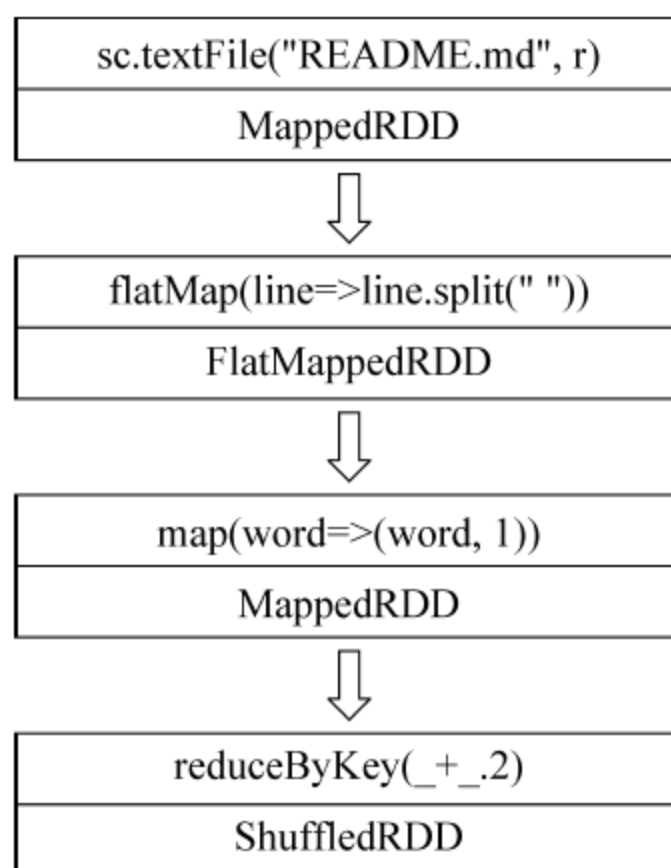 sc.textFile("README.md", r)
MappedRDD
flatMap(line=>line.split(" "))
FlatMappedRDD
map(word=>(word, 1))
MappedRDD
reduceByKey(_+_.2)
ShuffledRDD